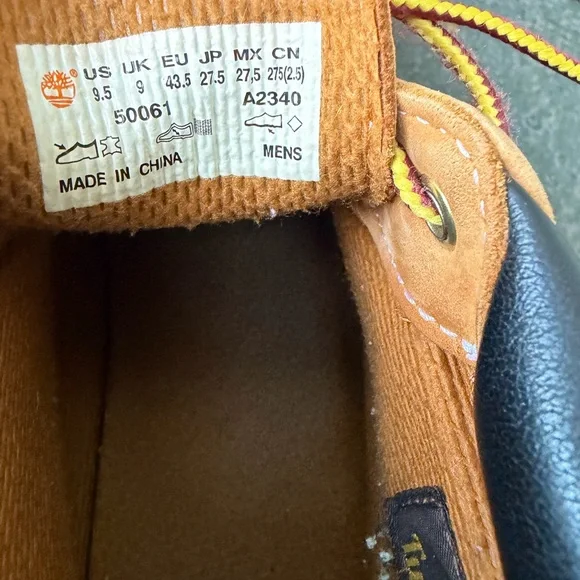 US UK EU JP MX CN
9.5 9 43.5 27.5 27,5 275(2.5)
50061 A2340
MADE IN CHINA MENS